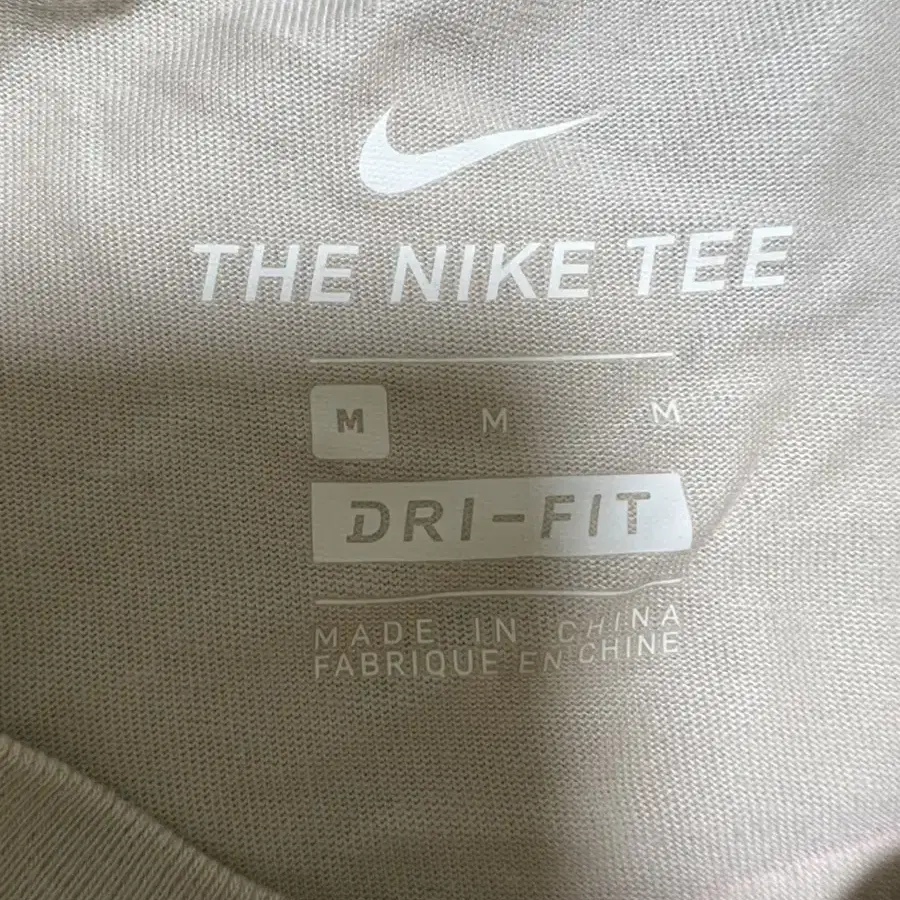 THE NIKE TEE
M M M
DRI-FIT
MADE IN CHINA
FABRIQUE EN CHINE